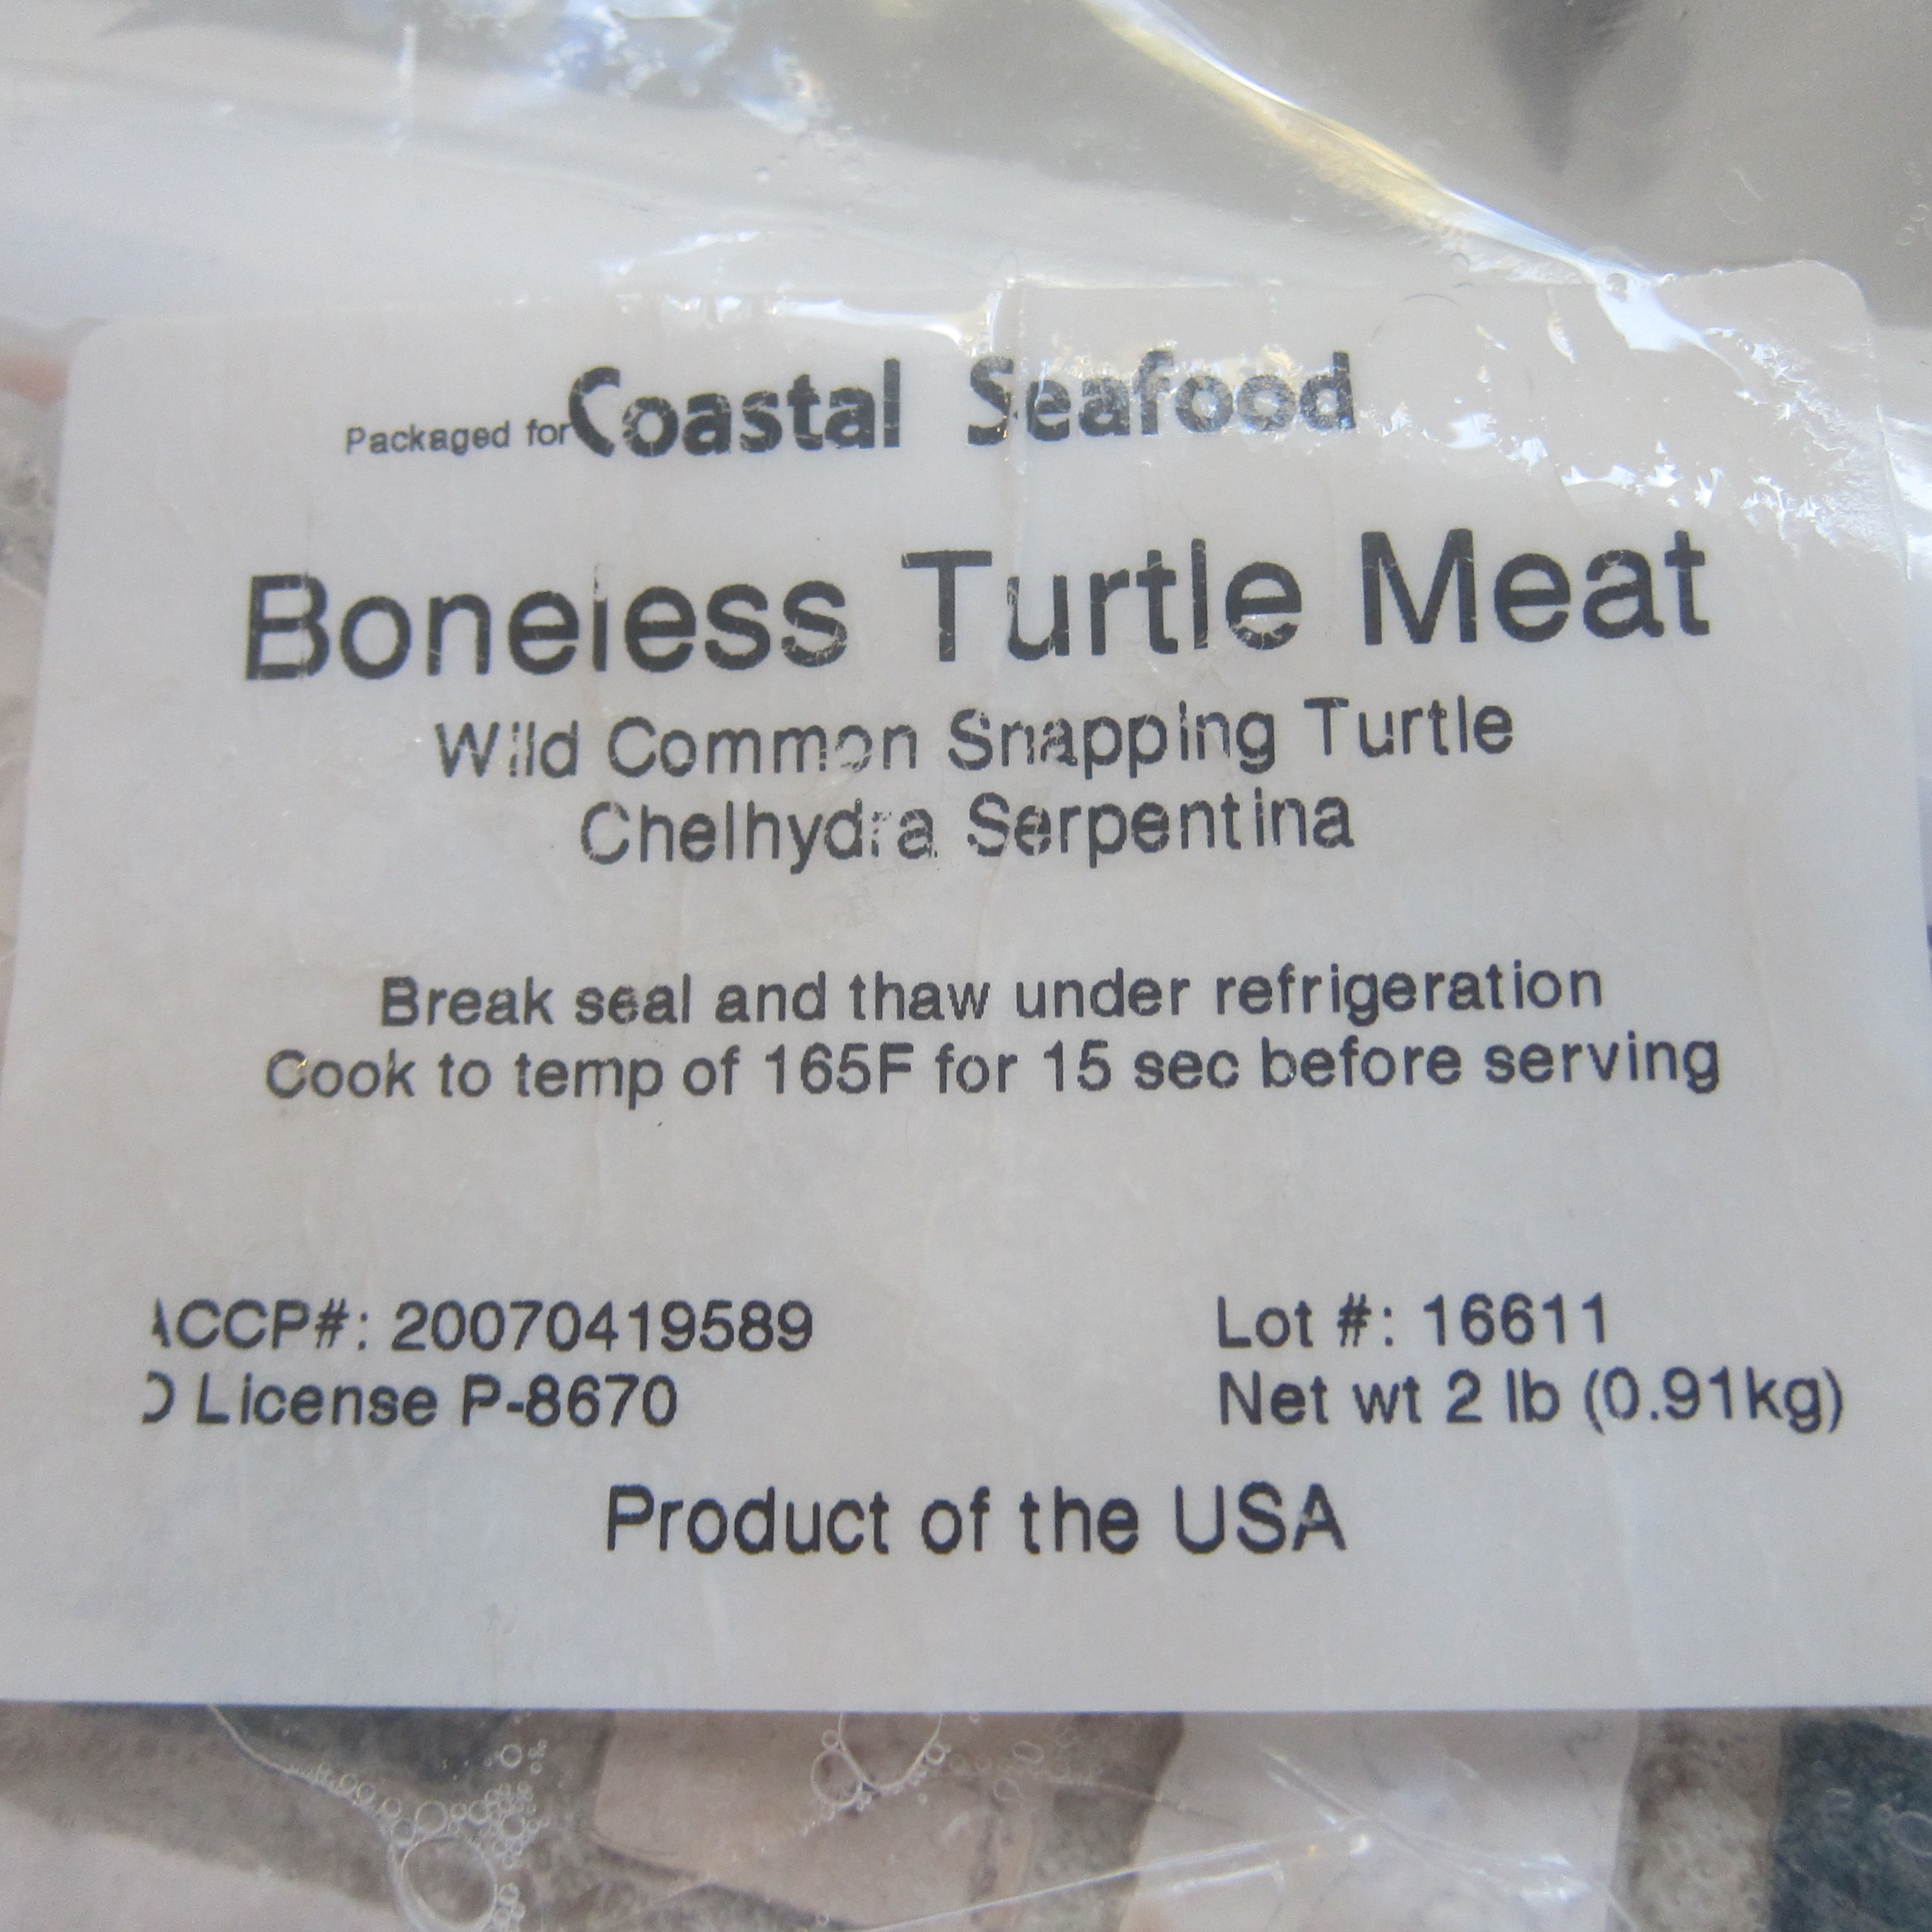 Packaged for Coastal Seafood
Boneless Turtle Meat
Wild Common Snapping Turtle
Chelhydra Serpentina
Break seal and thaw under refrigeration
Cook to temp of 165F for 15 sec before serving
ACCP#: 20070419589
License P-8670
Lot #: 16611
Net wt 2 lb (0.91kg)
Product of the USA